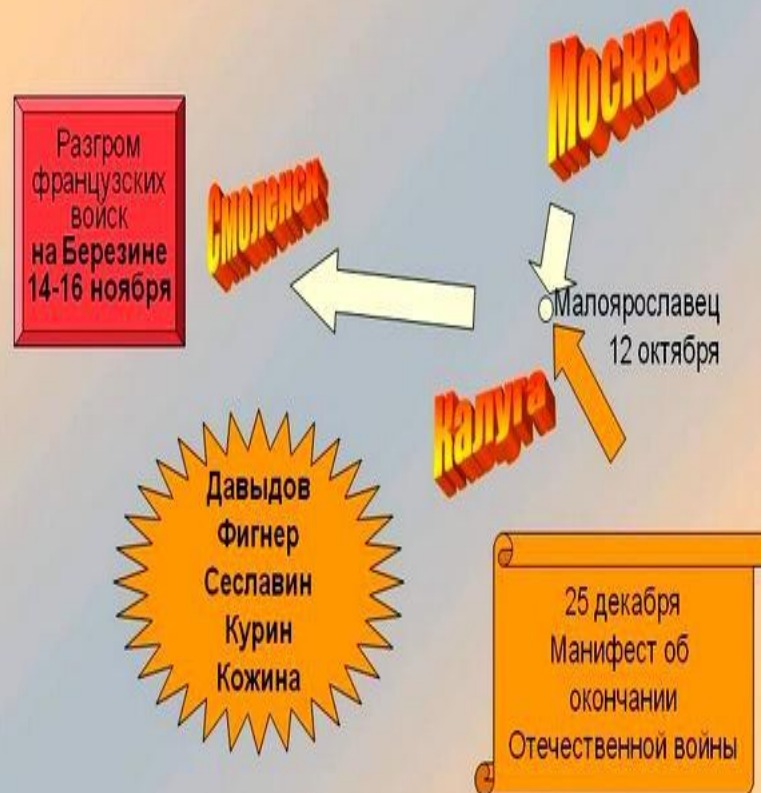 Москва
Разгром
французских
войск
на Березине
14-16 ноября
Смоленск
Малоярославец
12 октября
Калуга
Давыдов
Фигнер
Сеславин
Курин
Кожина
25 декабря
Манифест об
окончании
Отечественной войны